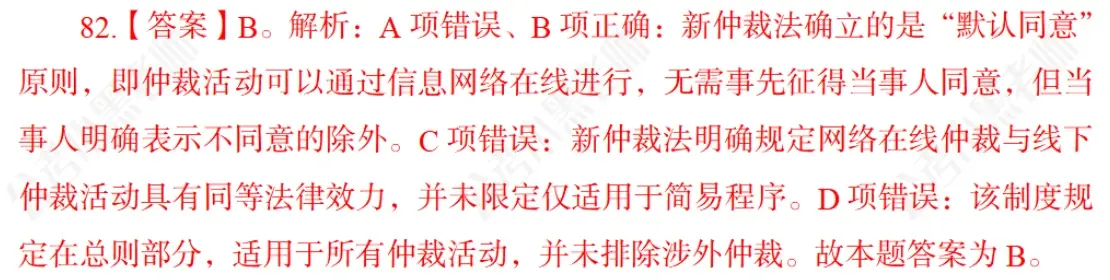 82.【答案】B。解析：A 项错误、B 项正确：新仲裁法确立的是“默认同意”
原则，即仲裁活动可以通过信息网络在线进行，无需事先征得当事人同意，但当
事人明确表示不同意的除外。C 项错误：新仲裁法明确规定网络在线仲裁与线下
仲裁活动具有同等法律效力，并未限定仅适用于简易程序。D 项错误：该制度规
定在总则部分，适用于所有仲裁活动，并未排除涉外仲裁。故本题答案为 B。